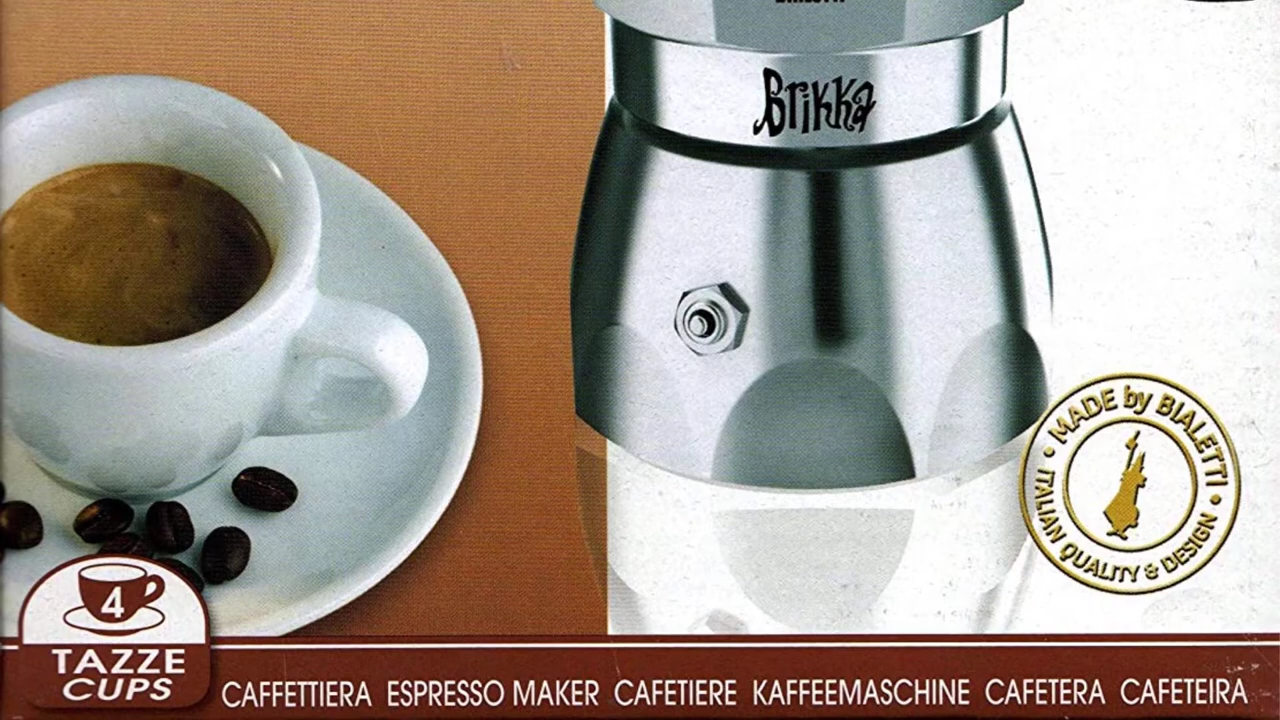 Brikka
MADE by BIALETTI
ITALIAN QUALITY & DESIGN
4
TAZZE
CUPS
CAFFETTIERA ESPRESSO MAKER CAFETIERE KAFFEEMASCHINE CAFETERA CAFETEIRA